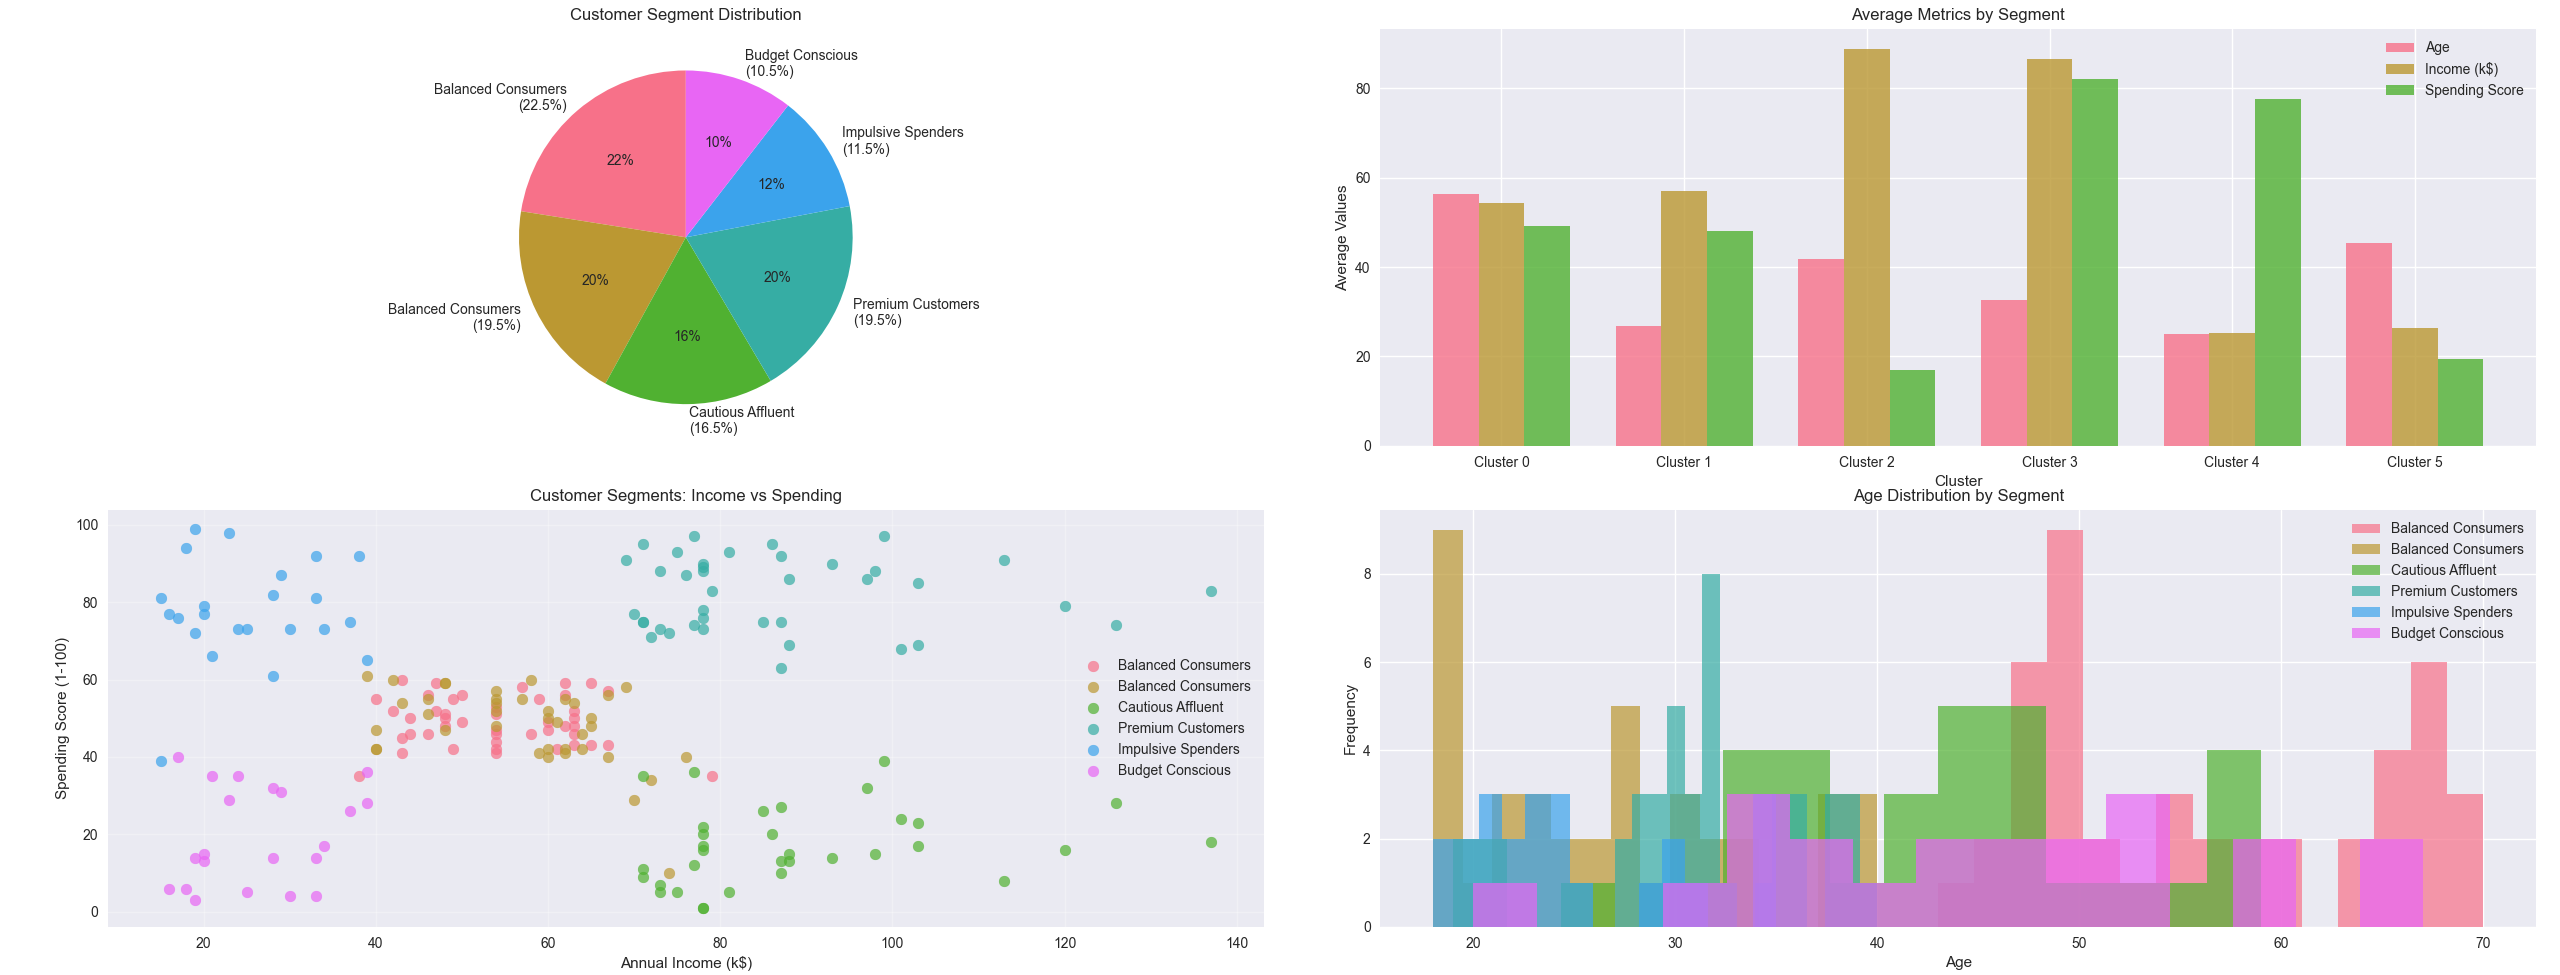 Customer Segment Distribution
Budget Conscious
(10.5%)
Balanced Consumers
(22.5%)
Impulsive Spenders
(11.5%)
10%
22%
12%
20%
20%
16%
Balanced Consumers
(19.5%)
Premium Customers
(19.5%)
Cautious Affluent
(16.5%)
Average Metrics by Segment
Age
Income (k$)
Spending Score
Average Values
80
60
40
20
0
Cluster 0
Cluster 1
Cluster 2
Cluster 3
Cluster 4
Cluster 5
Cluster
Customer Segments: Income vs Spending
Spending Score (1-100)
100
80
60
40
20
0
Balanced Consumers
Balanced Consumers
Cautious Affluent
Premium Customers
Impulsive Spenders
Budget Conscious
20
40
60
80
100
120
140
Annual Income (k$)
Age Distribution by Segment
Balanced Consumers
Balanced Consumers
Cautious Affluent
Premium Customers
Impulsive Spenders
Budget Conscious
Frequency
8
6
4
2
0
20
30
40
50
60
70
Age